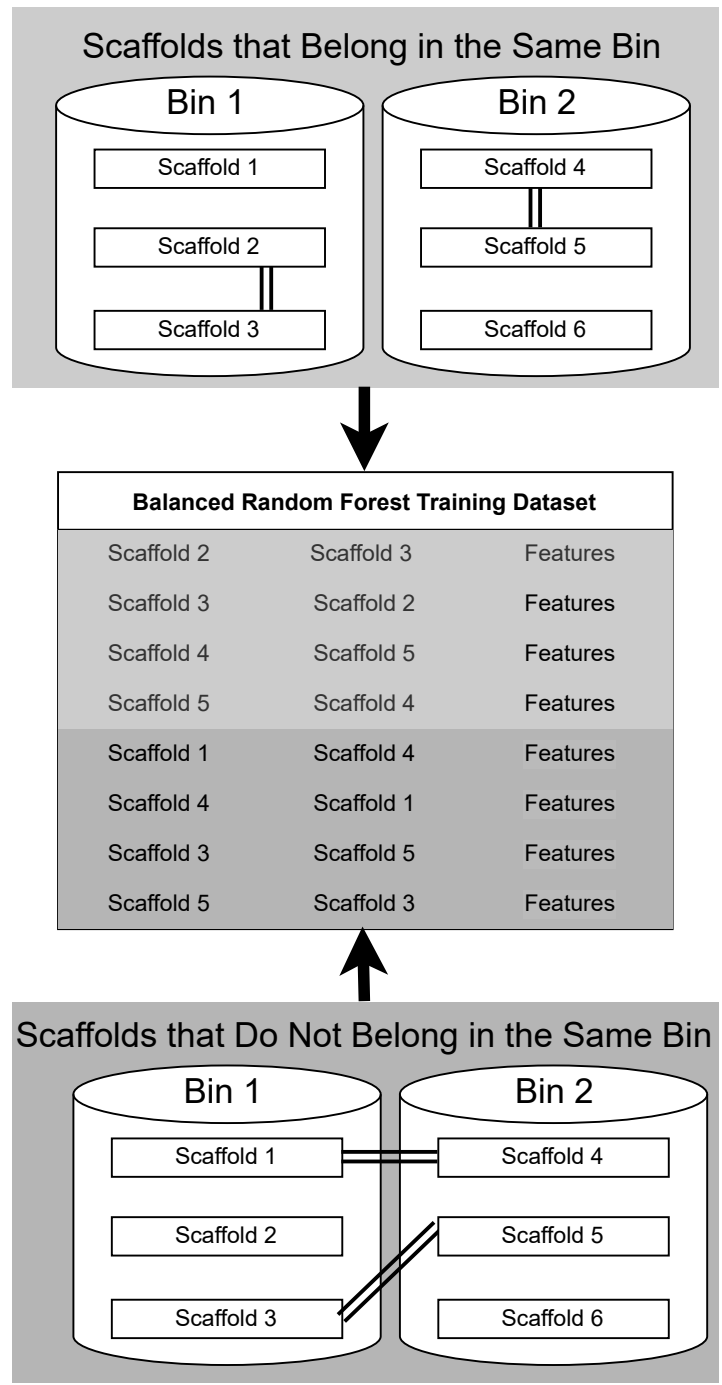 Scaffolds that Belong in the Same Bin
Bin 1 Bin 2
Scaffold 1 Scaffold 4
Scaffold 2 Scaffold 5
Scaffold 3 Scaffold 6
Balanced Random Forest Training Dataset
Scaffold 2 Scaffold 3 Features
Scaffold 3 Scaffold 2 Features
Scaffold 4 Scaffold 5 Features
Scaffold 5 Scaffold 4 Features
Scaffold 1 Scaffold 4 Features
Scaffold 4 Scaffold 1 Features
Scaffold 3 Scaffold 5 Features
Scaffold 5 Scaffold 3 Features
Scaffolds that Do Not Belong in the Same Bin
Bin 1 Bin 2
Scaffold 1 Scaffold 4
Scaffold 2 Scaffold 5
Scaffold 3 Scaffold 6